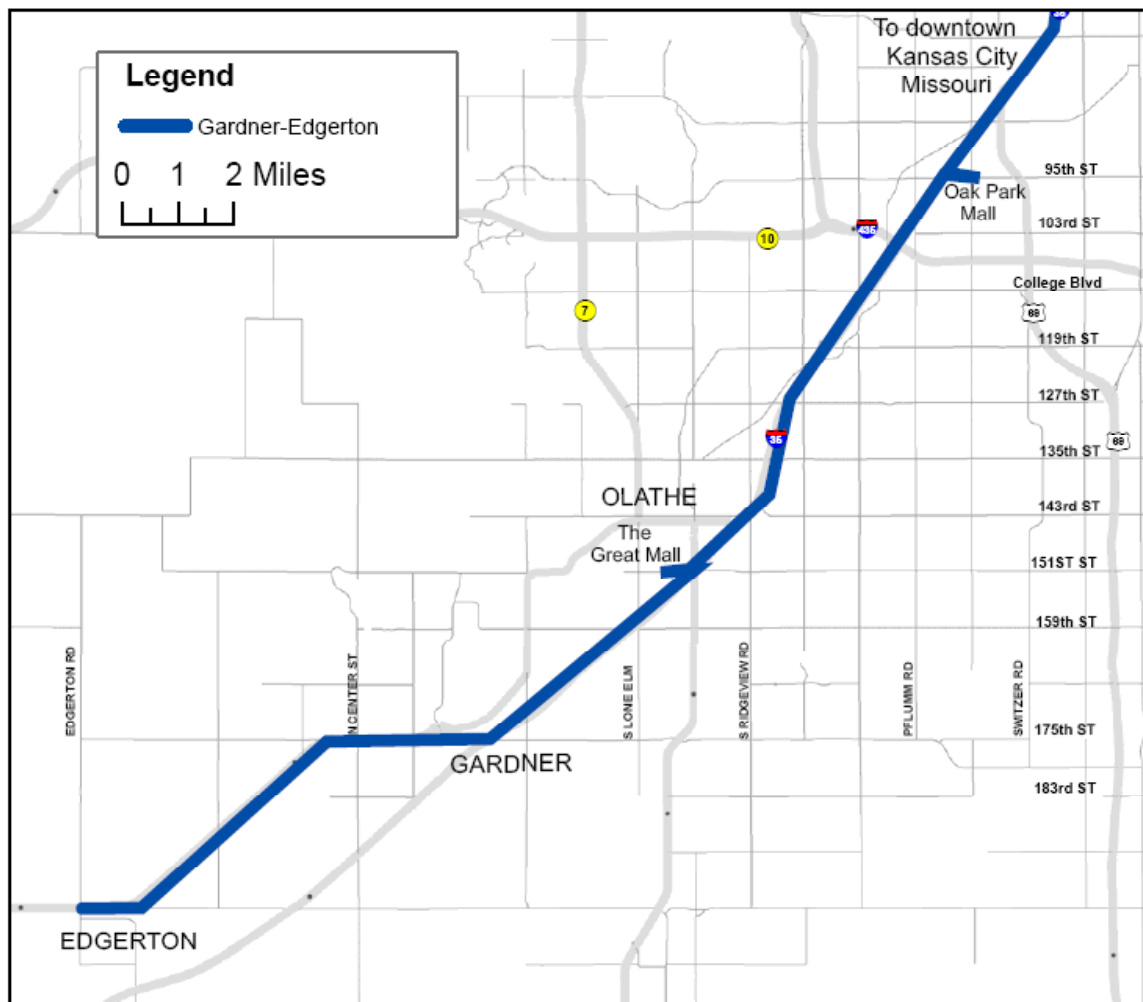 35
To downtown
Kansas City
Missouri
Legend
Gardner-Edgerton
0 1 2 Miles
95th ST
Oak Park
Mall
103rd ST
435
10
College Blvd
7
69
119th ST
127th ST
35
69
135th ST
OLATHE
143rd ST
The
Great Mall
151ST ST
159th ST
EDGERTON RD
N CENTER ST
S LONE ELM
S RIDGEVIEW RD
PFLUMM RD
SWITZER RD
175th ST
GARDNER
183rd ST
EDGERTON